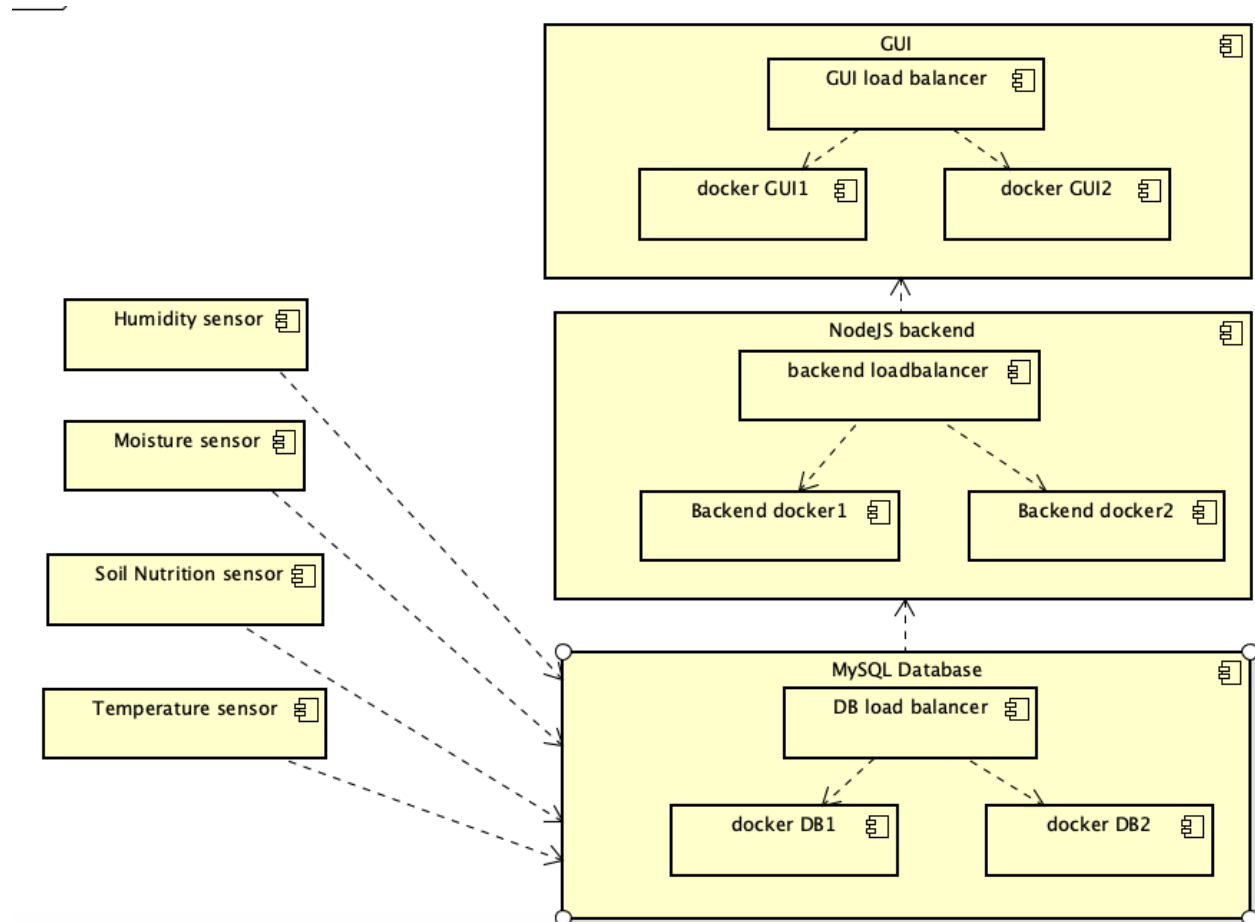 GUI
GUI load balancer
docker GUI1
docker GUI2
Humidity sensor
Moisture sensor
Soil Nutrition sensor
Temperature sensor
NodeJS backend
backend loadbalancer
Backend docker1
Backend docker2
MySQL Database
DB load balancer
docker DB1
docker DB2